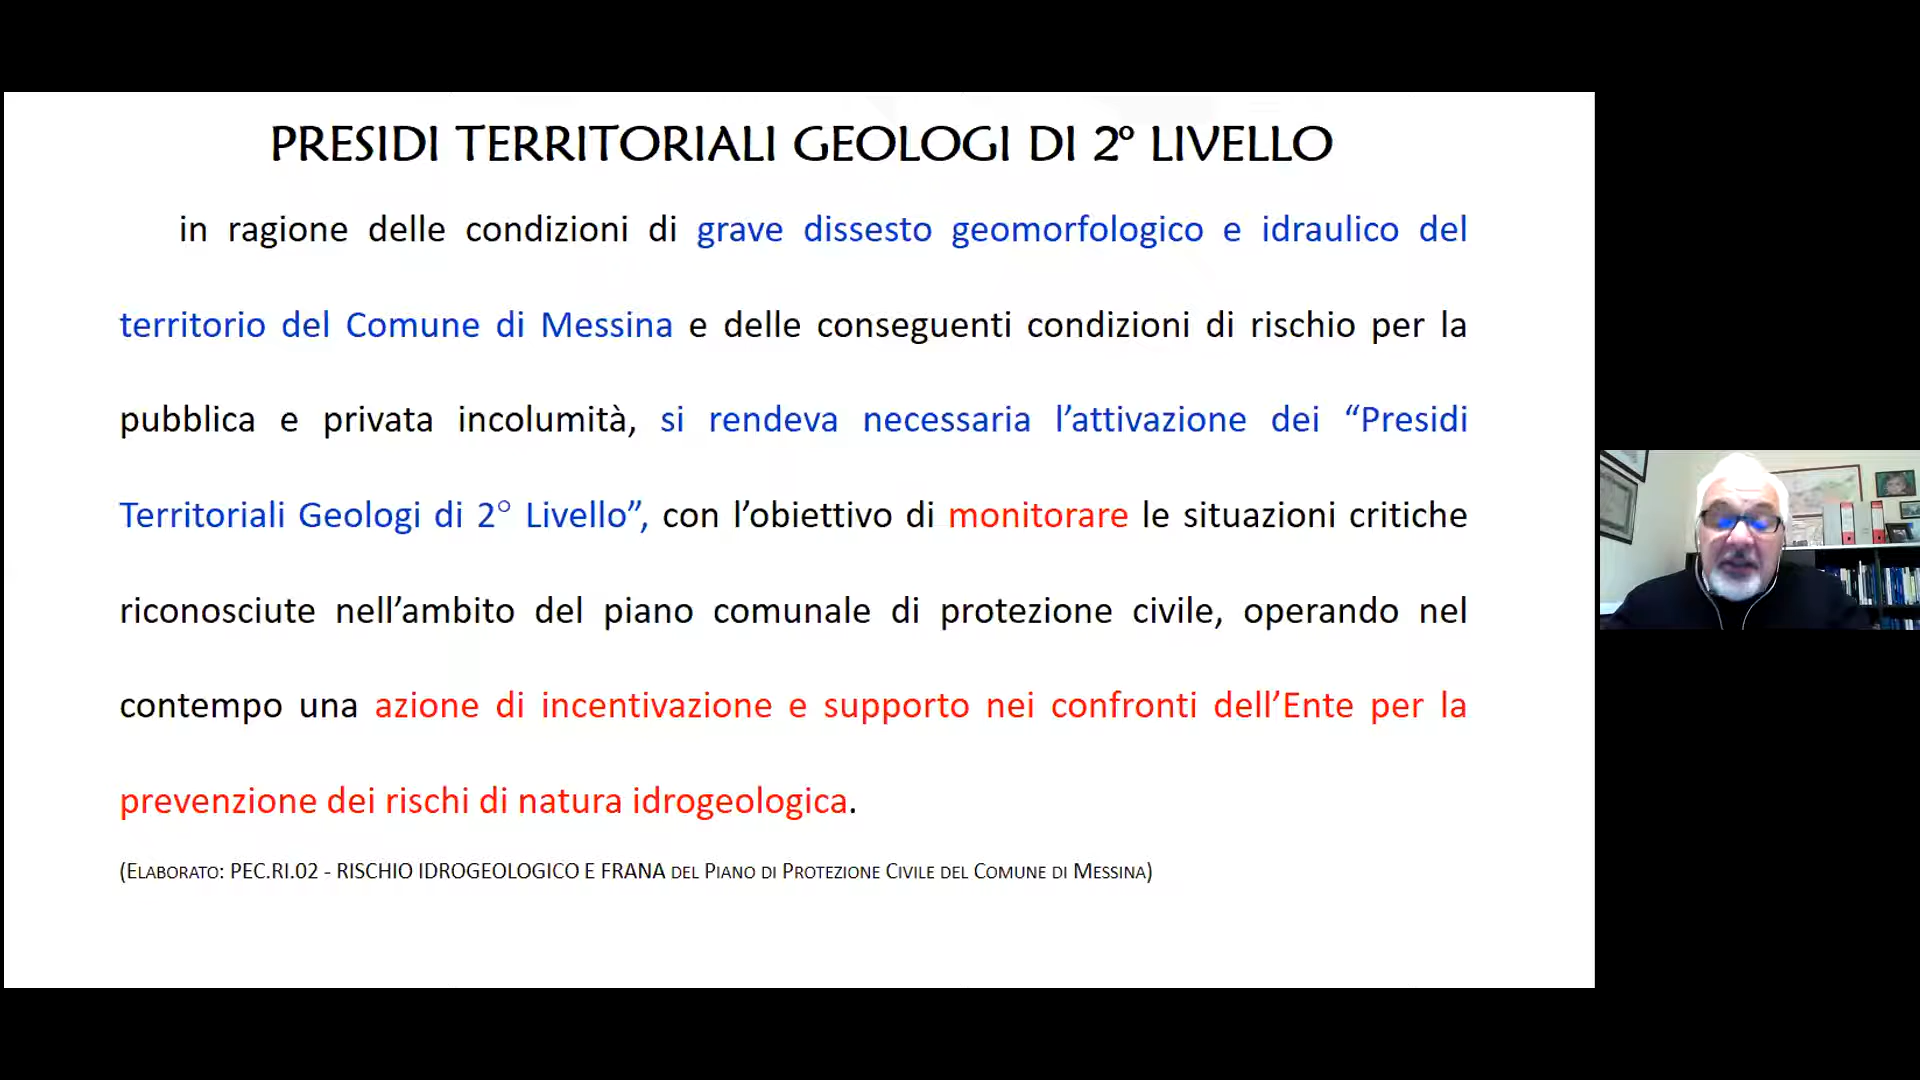 PRESIDI TERRITORIALI GEOLOGI DI 2° LIVELLO
in ragione delle condizioni di grave dissesto geomorfologico e idraulico del
territorio del Comune di Messina e delle conseguenti condizioni di rischio per la
pubblica e privata incolumità, si rendeva necessaria l’attivazione dei “Presidi
Territoriali Geologi di 2° Livello”, con l’obiettivo di monitorare le situazioni critiche
riconosciute nell’ambito del piano comunale di protezione civile, operando nel
contempo una azione di incentivazione e supporto nei confronti dell’Ente per la
prevenzione dei rischi di natura idrogeologica.
(ELABORATO: PEC.RI.02 - RISCHIO IDROGEOLOGICO E FRANA DEL PIANO DI PROTEZIONE CIVILE DEL COMUNE DI MESSINA)